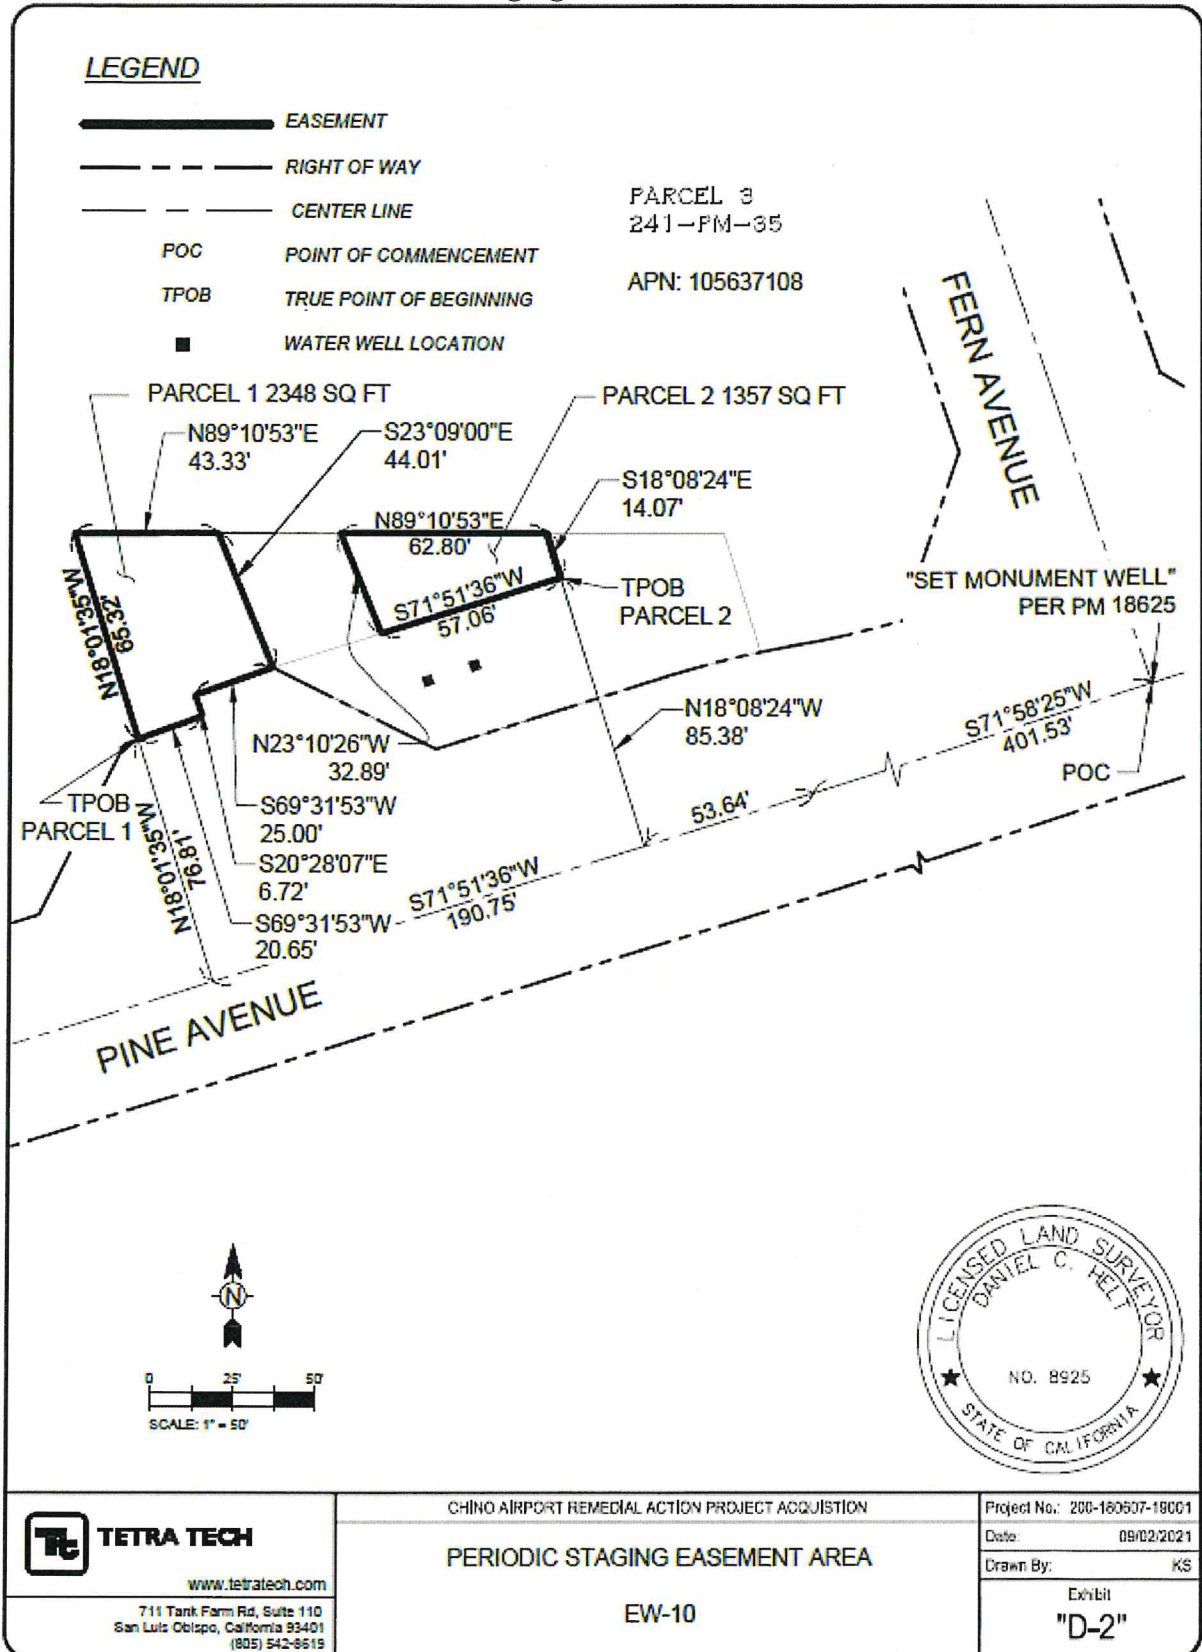 LEGEND
EASEMENT
RIGHT OF WAY
CENTER LINE
POC POINT OF COMMENCEMENT
TPOB TRUE POINT OF BEGINNING
WATER WELL LOCATION
PARCEL 3
241-PM-35
APN: 105637108
FERN AVENUE
PARCEL 1 2348 SQ FT
PARCEL 2 1357 SQ FT
N89°10'53"E
43.33'
S23°09'00"E
44.01'
S18°08'24"E
14.07'
N89°10'53"E
62.80'
S71°51'36"W
57.06'
TPOB
PARCEL 2
"SET MONUMENT WELL"
PER PM 18625
N18°01'35"W
65.32'
N18°08'24"W
85.38'
S71°58'25"W
401.53'
POC
N23°10'26"W
32.89'
TPOB
PARCEL 1
S69°31'53"W
25.00'
53.64'
N18°01'35"W
76.81'
S20°28'07"E
6.72'
S71°51'36"W
190.75'
S69°31'53"W
20.65'
PINE AVENUE
N
0 25' 50'
SCALE: 1" = 50'
LICENSED LAND SURVEYOR
DANIEL C. HELT
NO. 8925
STATE OF CALIFORNIA
TETRA TECH
www.tetratech.com
711 Tank Farm Rd, Suite 110
San Luis Obispo, California 93401
(805) 542-8619
CHINO AIRPORT REMEDIAL ACTION PROJECT ACQUISTION
PERIODIC STAGING EASEMENT AREA
EW-10
Project No.: 200-180607-19001
Date: 09/02/2021
Drawn By: KS
Exhibit
"D-2"